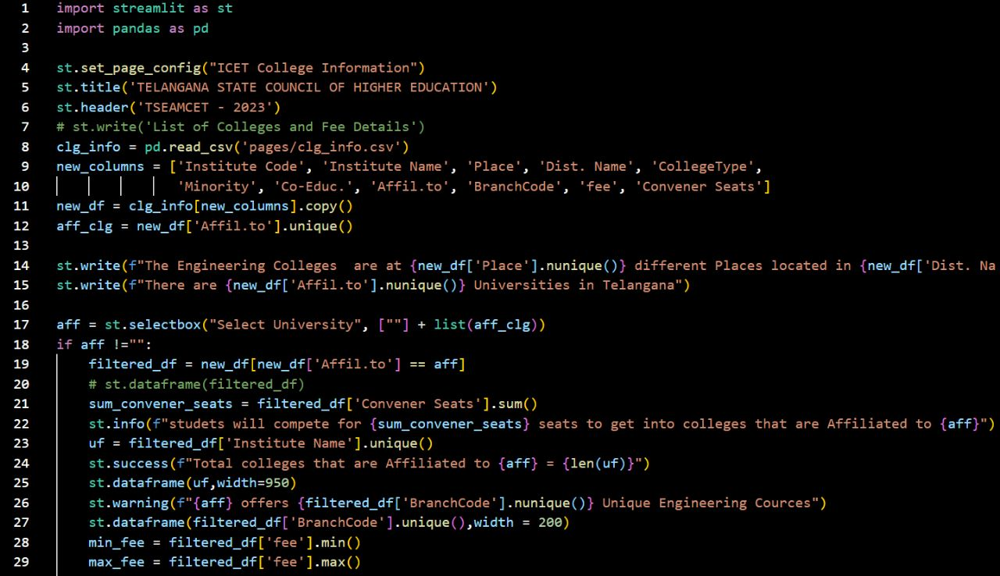 1 import streamlit as st
2 import pandas as pd
3
4 st.set_page_config("ICET College Information")
5 st.title('TELANGANA STATE COUNCIL OF HIGHER EDUCATION')
6 st.header('TSEAMCET - 2023')
7 # st.write('List of Colleges and Fee Details')
8 clg_info = pd.read_csv('pages/clg_info.csv')
9 new_columns = ['Institute Code', 'Institute Name', 'Place', 'Dist. Name', 'CollegeType',
10 'Minority', 'Co-Educ.', 'Affil.to', 'BranchCode', 'fee', 'Convener Seats']
11 new_df = clg_info[new_columns].copy()
12 aff_clg = new_df['Affil.to'].unique()
13
14 st.write(f"The Engineering Colleges  are at {new_df['Place'].nunique()} different Places located in {new_df['Dist. Na
15 st.write(f"There are {new_df['Affil.to'].nunique()} Universities in Telangana")
16
17 aff = st.selectbox("Select University", [""] + list(aff_clg))
18 if aff !="":
19     filtered_df = new_df[new_df['Affil.to'] == aff]
20     # st.dataframe(filtered_df)
21     sum_convener_seats = filtered_df['Convener Seats'].sum()
22     st.info(f"studets will compete for {sum_convener_seats} seats to get into colleges that are Affiliated to {aff}")
23     uf = filtered_df['Institute Name'].unique()
24     st.success(f"Total colleges that are Affiliated to {aff} = {len(uf)}")
25     st.dataframe(uf,width=950)
26     st.warning(f"{aff} offers {filtered_df['BranchCode'].nunique()} Unique Engineering Cources")
27     st.dataframe(filtered_df['BranchCode'].unique(),width = 200)
28     min_fee = filtered_df['fee'].min()
29     max_fee = filtered_df['fee'].max()